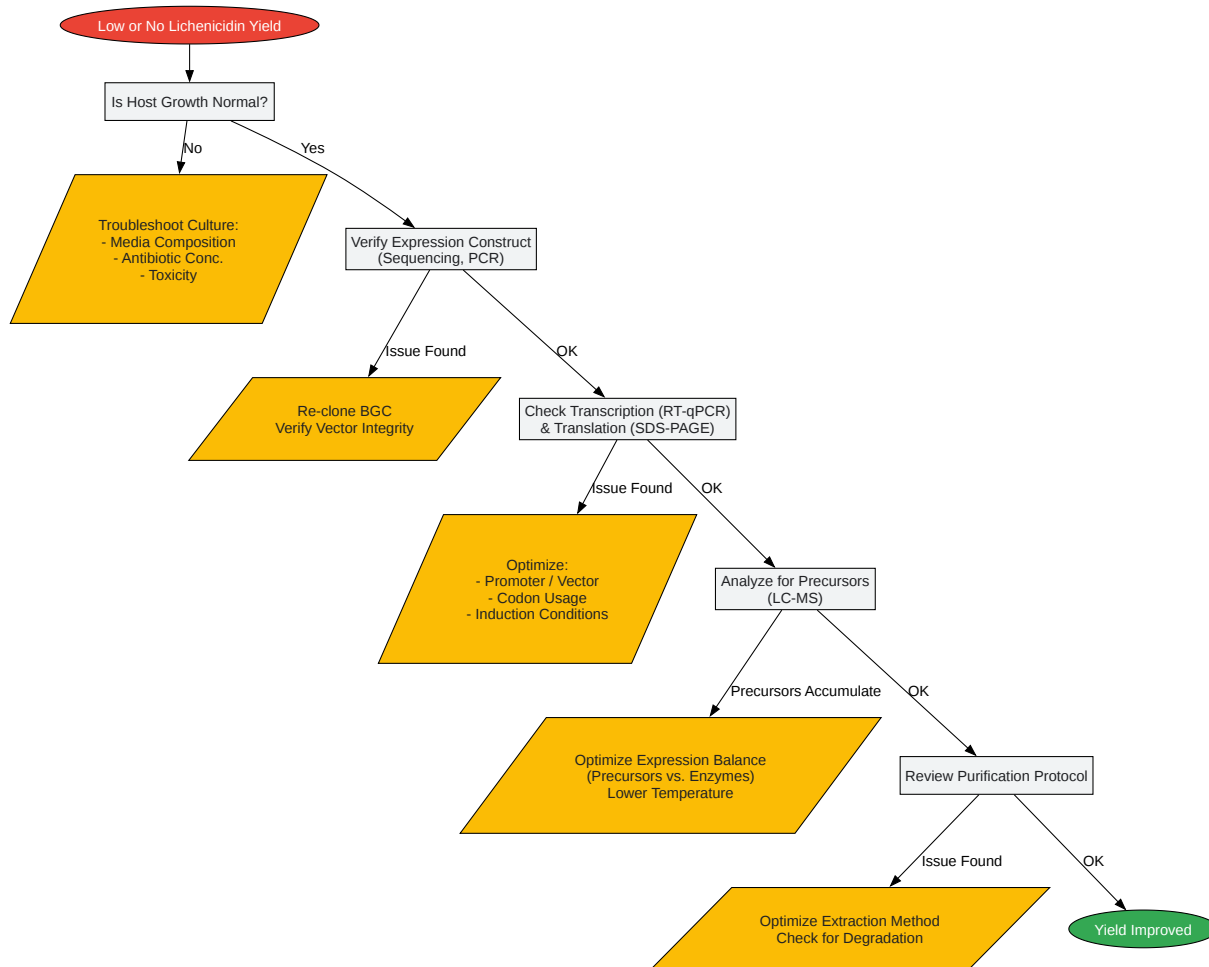 Low or No Lichenicidin Yield
Is Host Growth Normal?
No
Yes
Troubleshoot Culture:
- Media Composition
- Antibiotic Conc.
- Toxicity
Verify Expression Construct
(Sequencing, PCR)
Issue Found
OK
Re-clone BGC
Verify Vector Integrity
Check Transcription (RT-qPCR)
& Translation (SDS-PAGE)
Issue Found
OK
Optimize:
- Promoter / Vector
- Codon Usage
- Induction Conditions
Analyze for Precursors
(LC-MS)
Precursors Accumulate
OK
Optimize Expression Balance
(Precursors vs. Enzymes)
Lower Temperature
Review Purification Protocol
Issue Found
OK
Optimize Extraction Method
Check for Degradation
Yield Improved